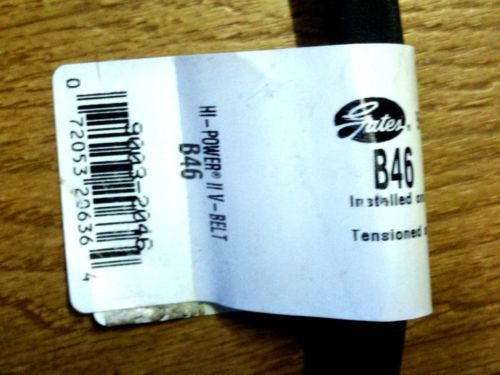 Gates®
B46
Installed
Tensioned
HI-POWER® II V-BELT
B46
9003-2046
0 72053 20636 4